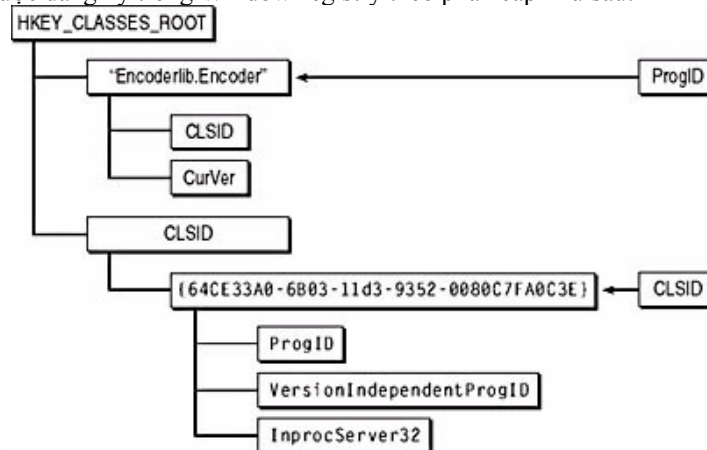 HKEY_CLASSES_ROOT
"Encoderlib.Encoder"
ProgID
CLSID
CurVer
CLSID
{64CE33A0-6B03-11d3-9352-0080C7FA0C3E}
CLSID
ProgID
VersionIndependentProgID
InprocServer32